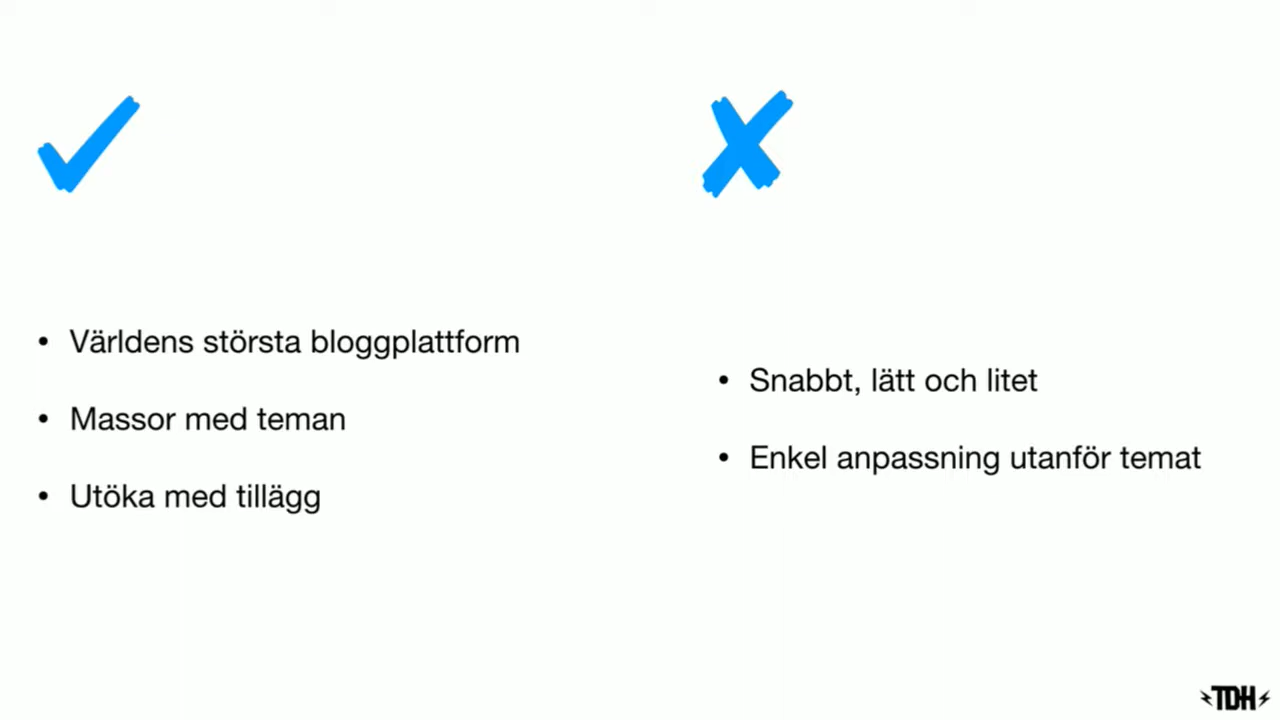 • Världens största bloggplattform
• Massor med teman
• Utöka med tillägg
• Snabbt, lätt och litet
• Enkel anpassning utanför temat
TDH